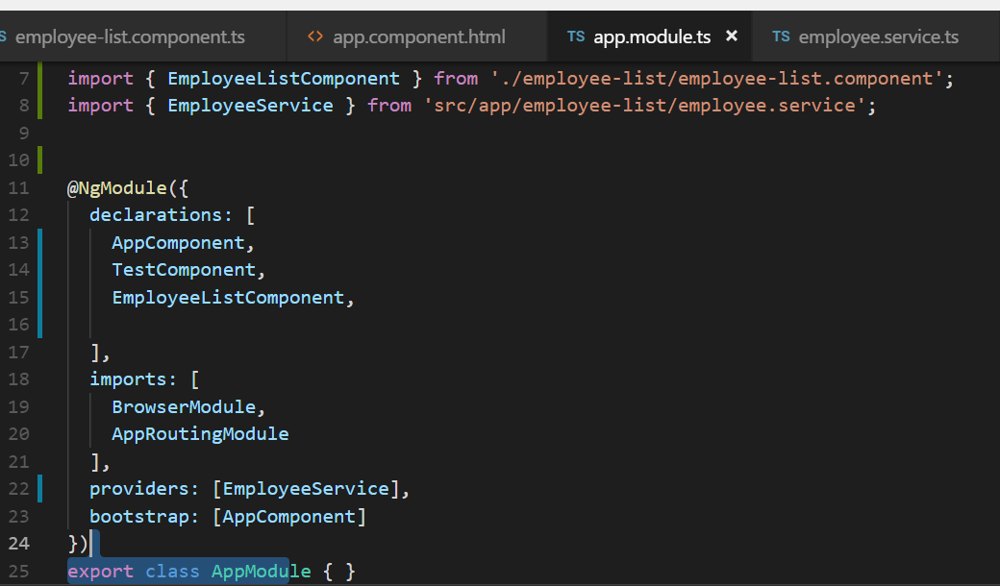 S employee-list.component.ts <> app.component.html TS app.module.ts × TS employee.service.ts
7 import { EmployeeListComponent } from './employee-list/employee-list.component';
8 import { EmployeeService } from 'src/app/employee-list/employee.service';
9
10
11 @NgModule({
12 declarations: [
13 AppComponent,
14 TestComponent,
15 EmployeeListComponent,
16
17 ],
18 imports: [
19 BrowserModule,
20 AppRoutingModule
21 ],
22 providers: [EmployeeService],
23 bootstrap: [AppComponent]
24 })
25 export class AppModule { }